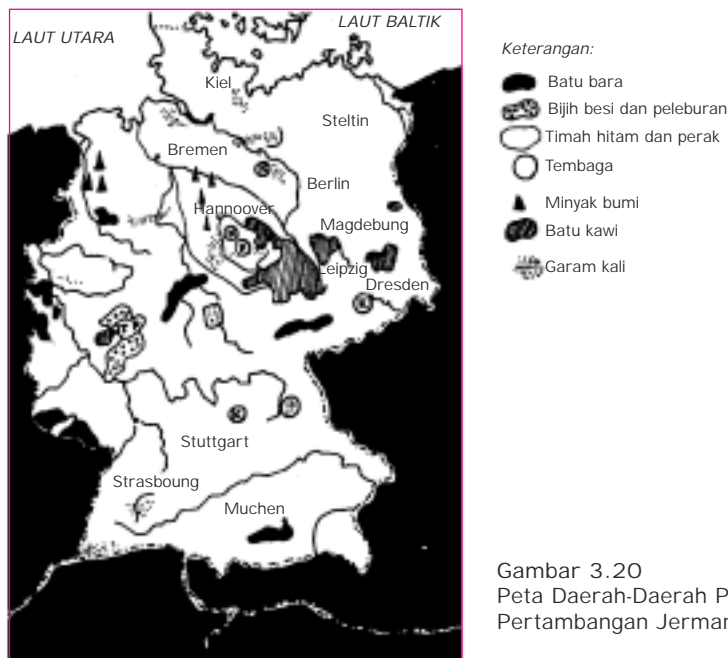 LAUT UTARA
LAUT BALTIK
Kiel
Steltin
Bremen
Berlin
Hannoover
Magdebung
Leipzig
Dresden
Stuttgart
Strasboung
Muchen
Keterangan:
Batu bara
Bijih besi dan peleburan
Timah hitam dan perak
Tembaga
Minyak bumi
Batu kawi
Garam kali
Gambar 3.20
Peta Daerah-Daerah P
Pertambangan Jerman